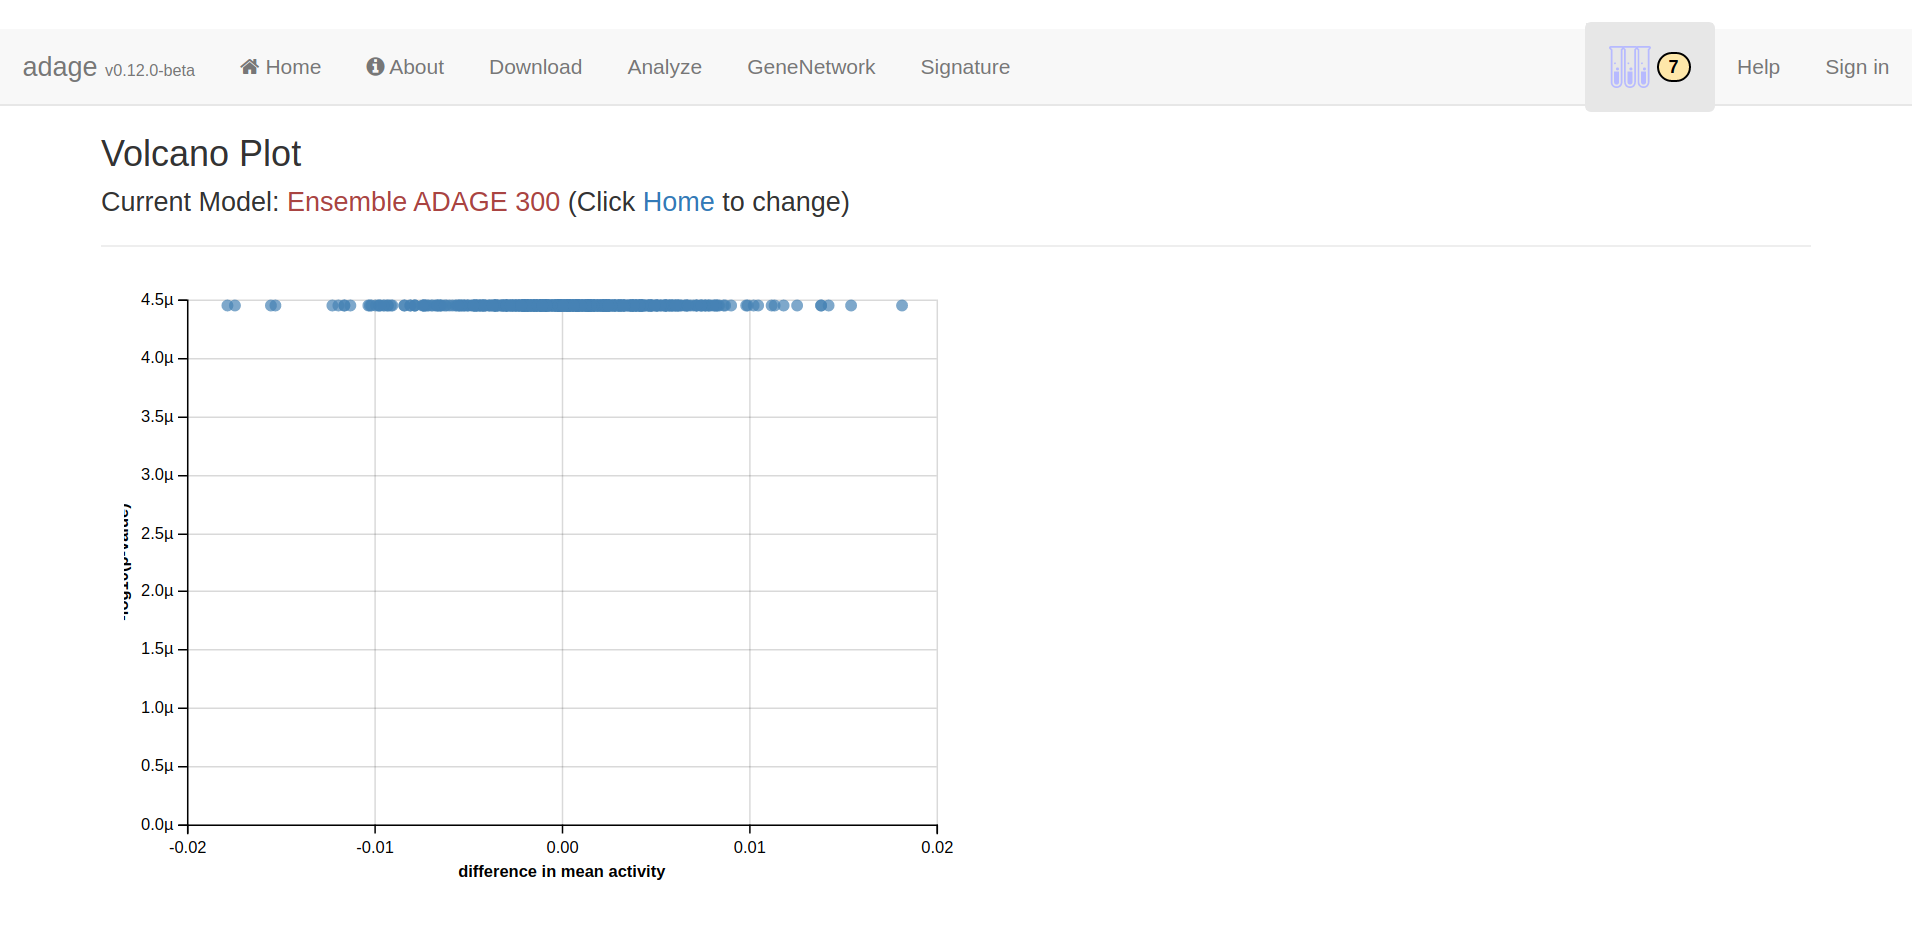 adage v0.12.0-beta Home About Download Analyze GeneNetwork Signature 7 Help Sign in
Volcano Plot
Current Model: Ensemble ADAGE 300 (Click Home to change)
4.5µ
4.0µ
3.5µ
3.0µ
2.5µ
2.0µ
1.5µ
1.0µ
0.5µ
0.0µ
-log10(p-value)
-0.02 -0.01 0.00 0.01 0.02
difference in mean activity